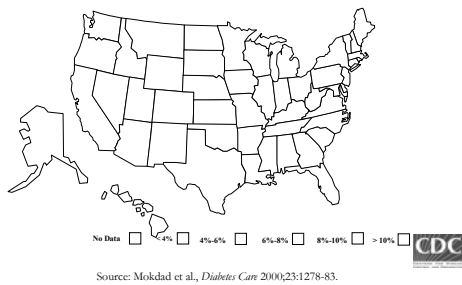 No Data <4% 4%-6% 6%-8% 8%-10% > 10%
CDC
Source: Mokdad et al., Diabetes Care 2000;23:1278-83.